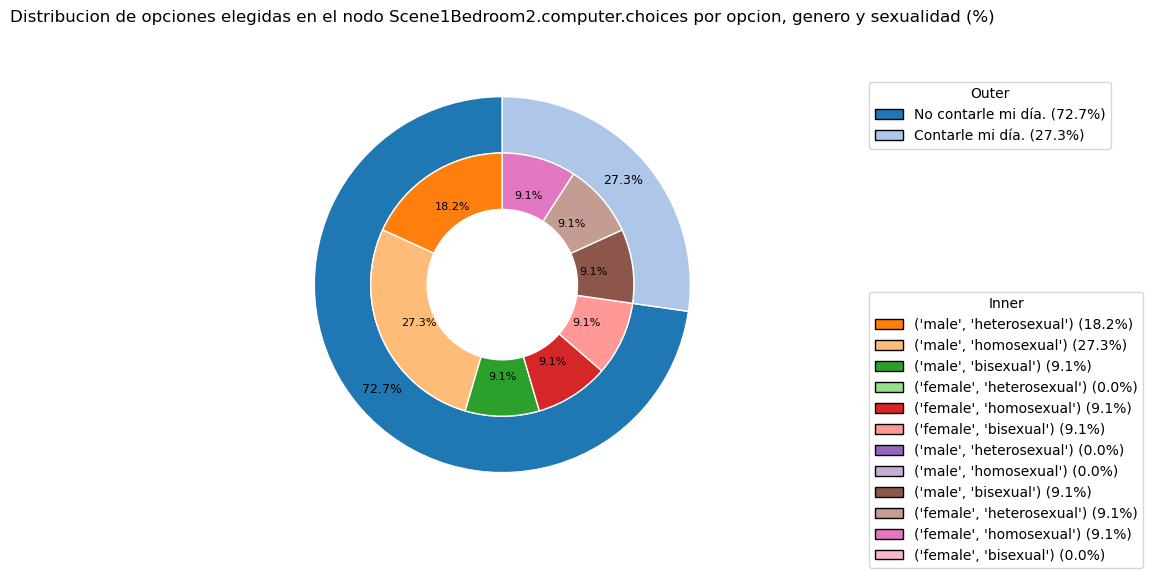 Distribucion de opciones elegidas en el nodo Scene1Bedroom2.computer.choices por opcion, genero y sexualidad (%)
Outer
No contarle mi día. (72.7%)
Contarle mi día. (27.3%)
27.3%
9.1%
18.2%
9.1%
9.1%
27.3%
9.1%
9.1%
9.1%
72.7%
Inner
('male', 'heterosexual') (18.2%)
('male', 'homosexual') (27.3%)
('male', 'bisexual') (9.1%)
('female', 'heterosexual') (0.0%)
('female', 'homosexual') (9.1%)
('female', 'bisexual') (9.1%)
('male', 'heterosexual') (0.0%)
('male', 'homosexual') (0.0%)
('male', 'bisexual') (9.1%)
('female', 'heterosexual') (9.1%)
('female', 'homosexual') (9.1%)
('female', 'bisexual') (0.0%)